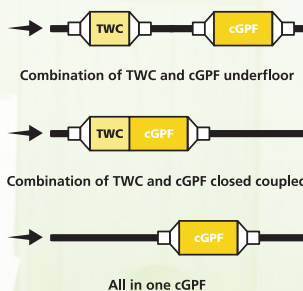 TWC cGPF
Combination of TWC and cGPF underfloor
TWC cGPF
Combination of TWC and cGPF closed coupled
cGPF
All in one cGPF